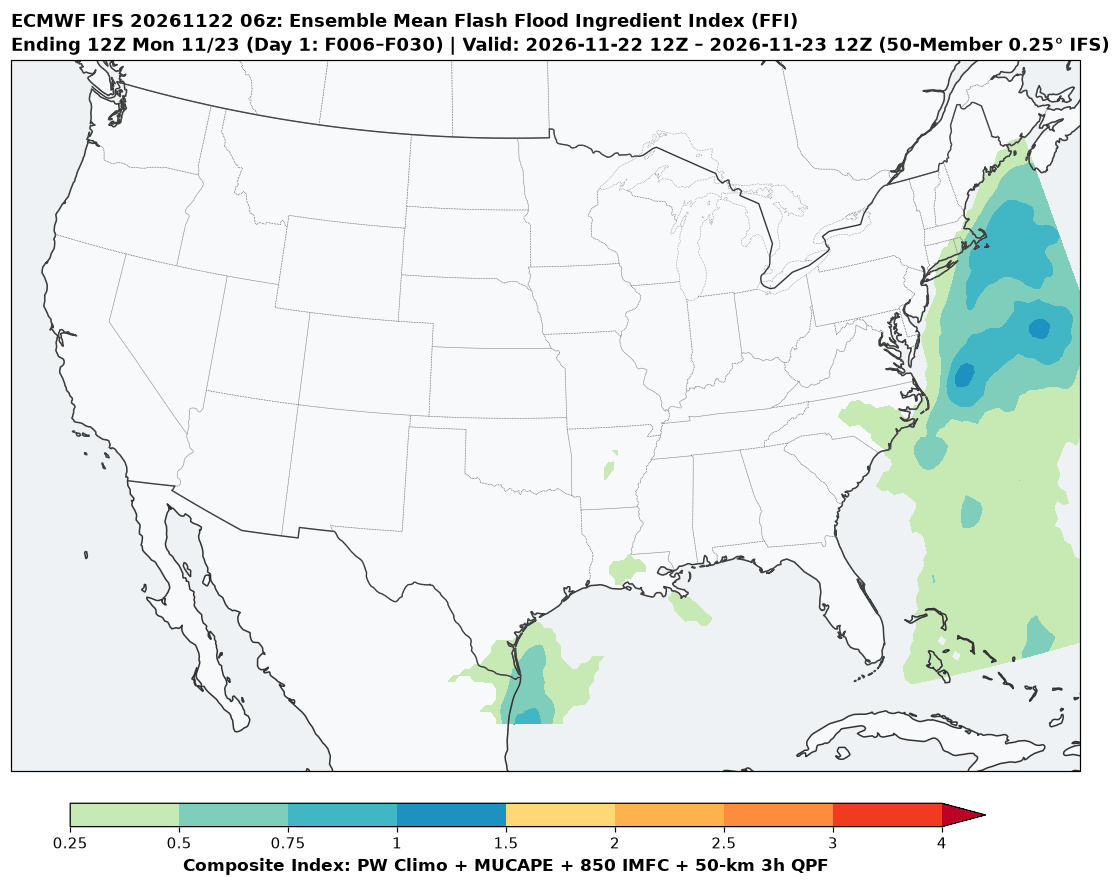 ECMWF IFS 20261122 06z: Ensemble Mean Flash Flood Ingredient Index (FFI)
Ending 12Z Mon 11/23 (Day 1: F006–F030) | Valid: 2026-11-22 12Z – 2026-11-23 12Z (50-Member 0.25° IFS)
0.25 0.5 0.75 1 1.5 2 2.5 3 4
Composite Index: PW Climo + MUCAPE + 850 IMFC + 50-km 3h QPF